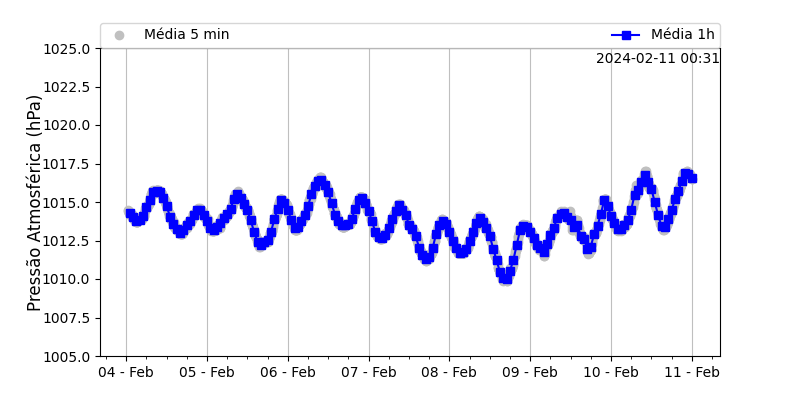 Média 5 min
Média 1h
2024-02-11 00:31
Pressão Atmosférica (hPa)
1025.0
1022.5
1020.0
1017.5
1015.0
1012.5
1010.0
1007.5
1005.0
04 - Feb
05 - Feb
06 - Feb
07 - Feb
08 - Feb
09 - Feb
10 - Feb
11 - Feb